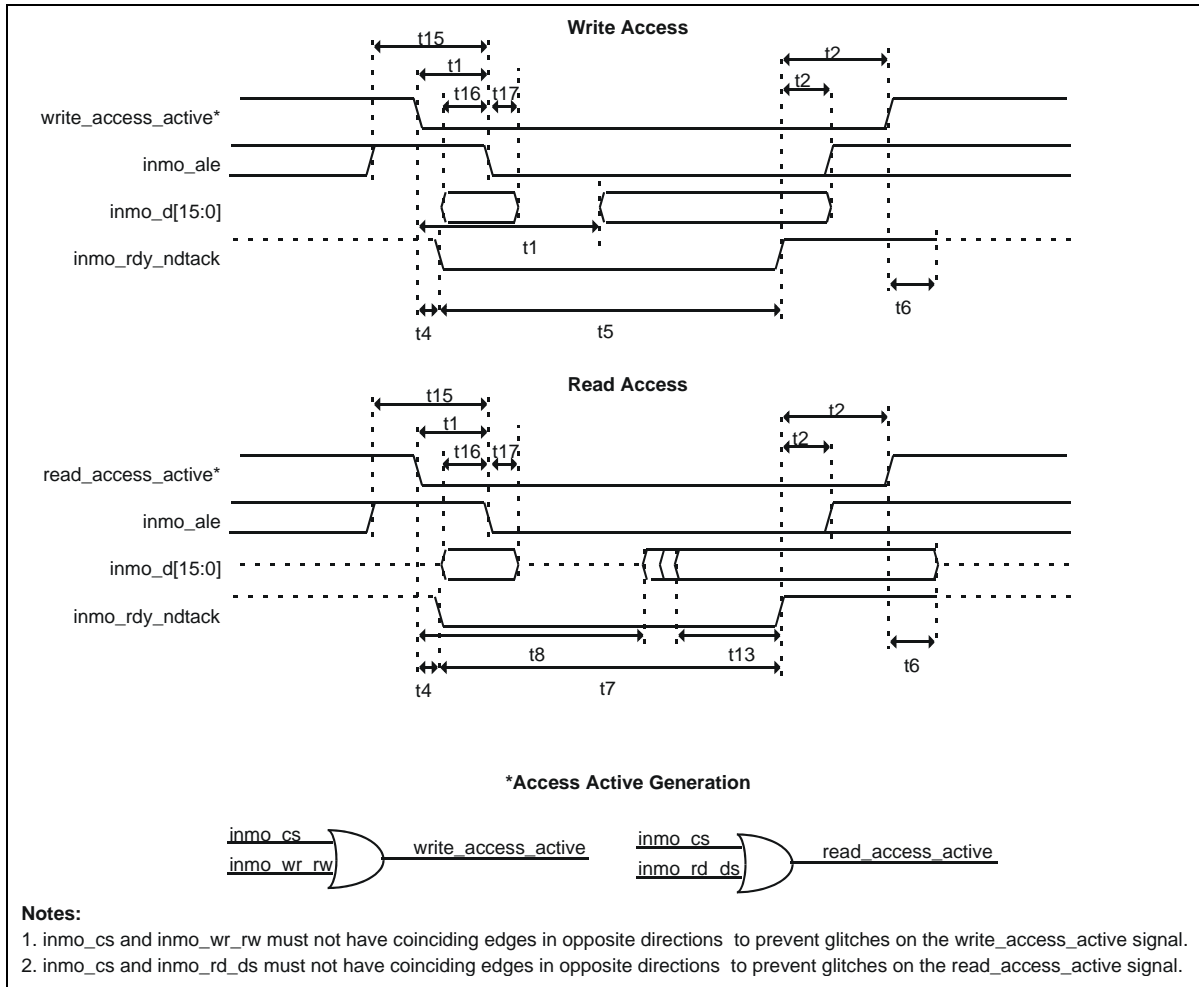 Write Access
t15
t2
t1
t2
t16 t17
write_access_active*
inmo_ale
inmo_d[15:0]
t1
inmo_rdy_ndtack
t6
t4
t5
Read Access
t15
t2
t1
t2
t16 t17
read_access_active*
inmo_ale
inmo_d[15:0]
inmo_rdy_ndtack
t8
t13
t6
t4
t7
*Access Active Generation
inmo_cs
write_access_active
inmo_wr_rw
inmo_cs
read_access_active
inmo_rd_ds
Notes:
1. inmo_cs and inmo_wr_rw must not have coinciding edges in opposite directions to prevent glitches on the write_access_active signal.
2. inmo_cs and inmo_rd_ds must not have coinciding edges in opposite directions to prevent glitches on the read_access_active signal.